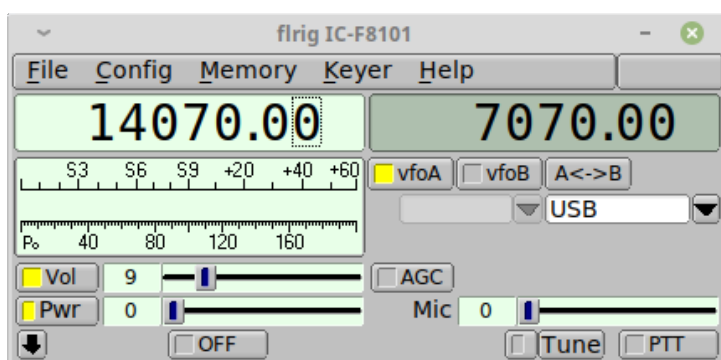 flrig IC-F8101
File Config Memory Keyer Help
14070.00 7070.00
S3 S6 S9 +20 +40 +60
vfoA vfoB A<->B
USB
Po 40 80 120 160
Vol 9 AGC
Pwr 0 Mic 0
OFF Tune PTT